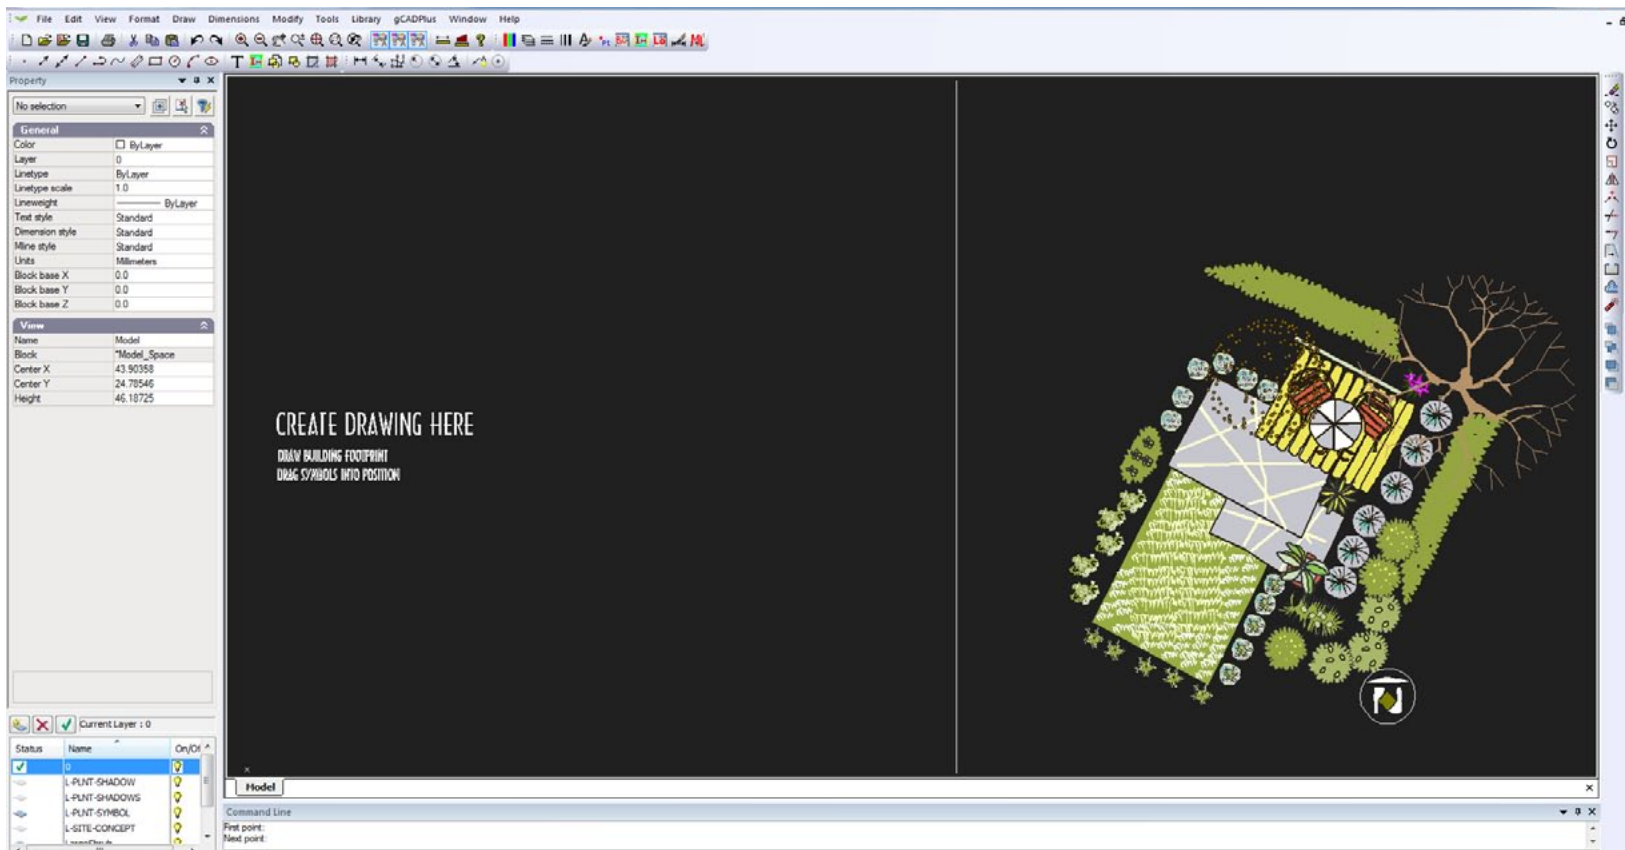 File Edit View Format Draw Dimensions Modify Tools Library gCADPlus Window Help
Property
No selection
General
Color ByLayer
Layer 0
Linetype ByLayer
Linetype scale 1.0
Lineweight ByLayer
Text style Standard
Dimension style Standard
Mline style Standard
Units Millimeters
Block base X 0.0
Block base Y 0.0
Block base Z 0.0
View
Name Model
Block *Model_Space
Center X 43.90358
Center Y 24.78546
Height 46.18725
CREATE DRAWING HERE
DRAW BUILDING FOOTPRINT
DRAG SYMBOLS INTO POSITION
Current Layer : 0
Status Name On/Of
0
L-PLNT-SHADOW
L-PLNT-SHADOWS
L-PLNT-SYMBOL
L-SITE-CONCEPT
Model
Command Line
First point:
Next point: